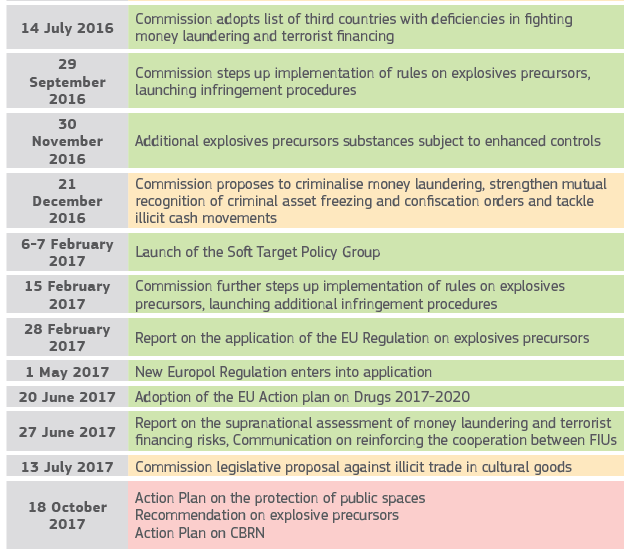 14 July 2016
Commission adopts list of third countries with deficiencies in fighting
money laundering and terrorist financing
29
September
2016
Commission steps up implementation of rules on explosives precursors,
launching infringement procedures
30
November
2016
Additional explosives precursors substances subject to enhanced controls
21
December
2016
Commission proposes to criminalise money laundering, strengthen mutual
recognition of criminal asset freezing and confiscation orders and tackle
illicit cash movements
6-7 February
2017
Launch of the Soft Target Policy Group
15 February
2017
Commission further steps up implementation of rules on explosives
precursors, launching additional infringement procedures
28 February
2017
Report on the application of the EU Regulation on explosives precursors
1 May 2017
New Europol Regulation enters into application
20 June 2017
Adoption of the EU Action plan on Drugs 2017-2020
27 June 2017
Report on the supranational assessment of money laundering and terrorist
financing risks, Communication on reinforcing the cooperation between FIUs
13 July 2017
Commission legislative proposal against illicit trade in cultural goods
18 October
2017
Action Plan on the protection of public spaces
Recommendation on explosive precursors
Action Plan on CBRN